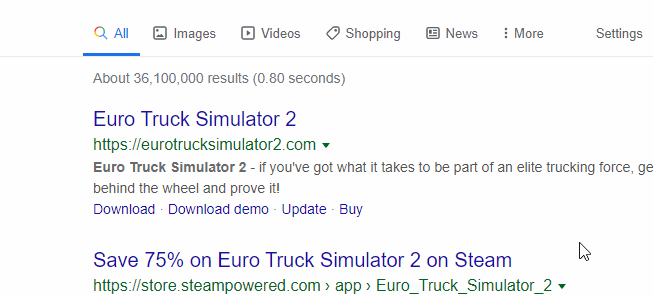 All Images Videos Shopping News More Settings
About 36,100,000 results (0.80 seconds)
Euro Truck Simulator 2
https://eurotrucksimulator2.com
Euro Truck Simulator 2 - if you've got what it takes to be part of an elite trucking force, ge
behind the wheel and prove it!
Download · Download demo · Update · Buy
Save 75% on Euro Truck Simulator 2 on Steam
https://store.steampowered.com › app › Euro_Truck_Simulator_2